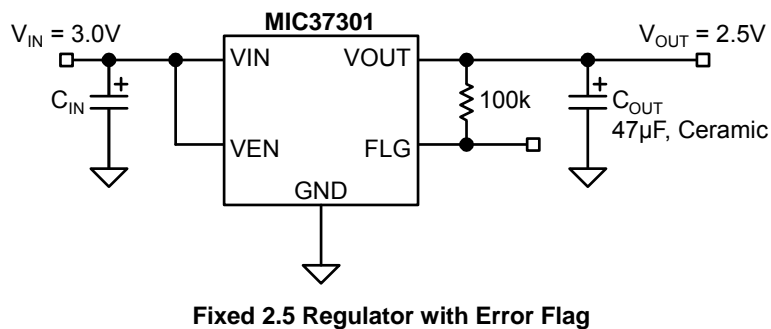 MIC37301
V_IN = 3.0V
V_OUT = 2.5V
VIN
VOUT
C_IN
+
100k
+
C_OUT
47µF, Ceramic
VEN
FLG
GND
Fixed 2.5 Regulator with Error Flag